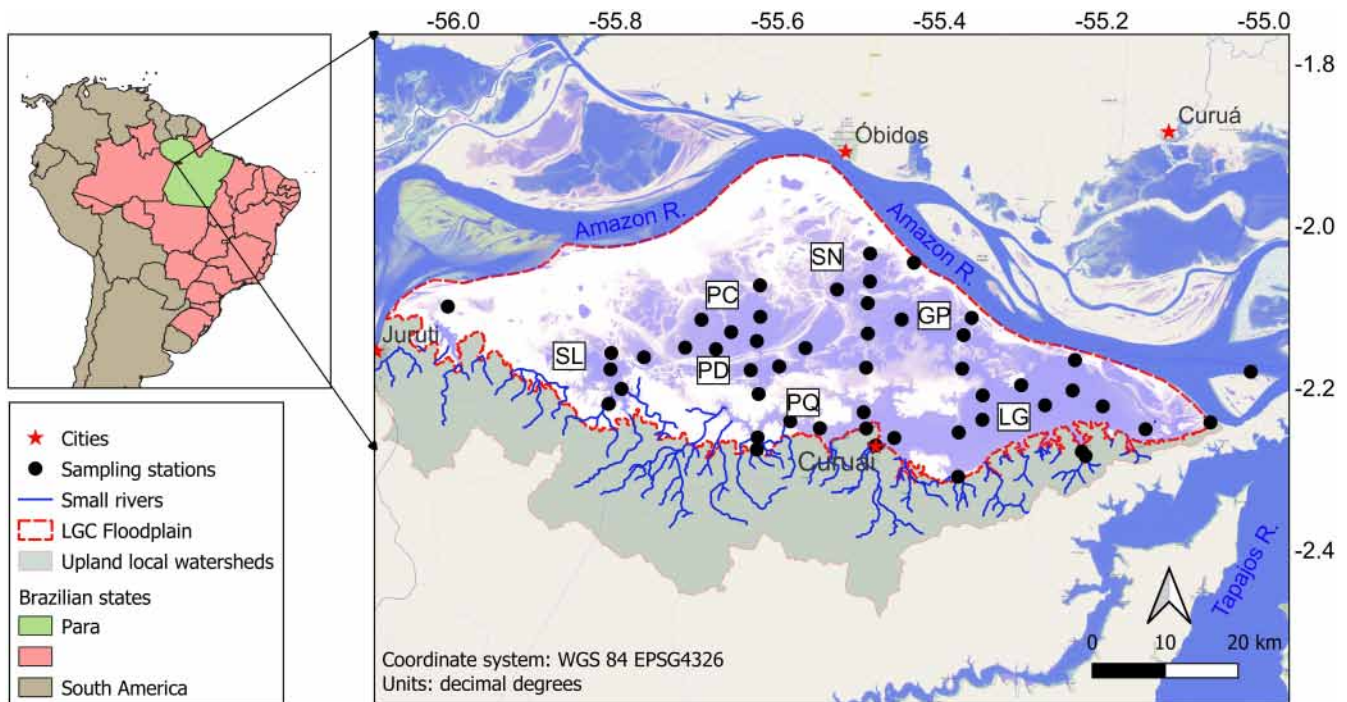 -56.0 -55.8 -55.6 -55.4 -55.2 -55.0
-1.8
-2.0
-2.2
-2.4
Curuá
Óbidos
Amazon R.
Amazon R.
SN
PC
GP
Juruti
SL
PD
PQ
LG
Curuai
Tapajos R.
0 10 20 km
Coordinate system: WGS 84 EPSG4326
Units: decimal degrees
Cities
Sampling stations
Small rivers
LGC Floodplain
Upland local watersheds
Brazilian states
Para
South America